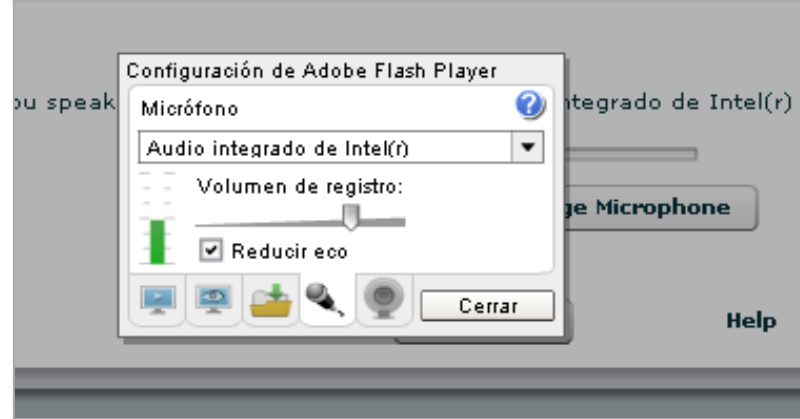 Configuración de Adobe Flash Player
ou speak
Micrófono
ntegrado de Intel(r)
Audio integrado de Intel(r)
Volumen de registro:
ge Microphone
Reducir eco
Cerrar
Help